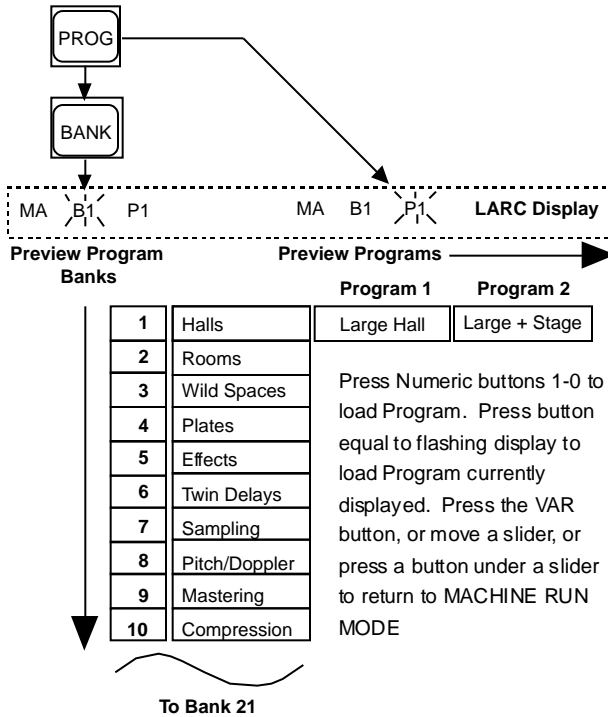 PROG
BANK
MA B1 P1 MA B1 P1 LARC Display
Preview Program
Banks
Preview Programs
Program 1 Program 2
1 Halls Large Hall Large + Stage
2 Rooms
3 Wild Spaces
4 Plates
5 Effects
6 Twin Delays
7 Sampling
8 Pitch/Doppler
9 Mastering
10 Compression
Press Numeric buttons 1-0 to
load Program. Press button
equal to flashing display to
load Program currently
displayed. Press the VAR
button, or move a slider, or
press a button under a slider
to return to MACHINE RUN
MODE
To Bank 21